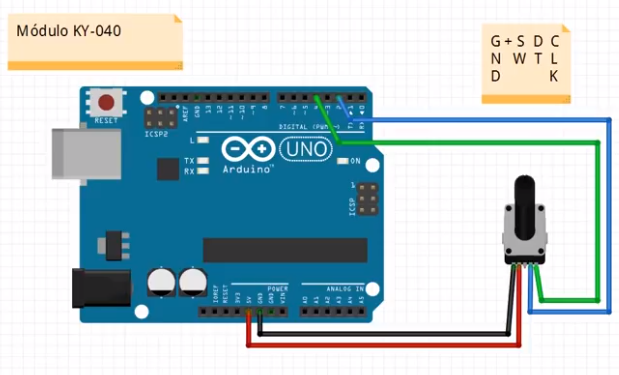 Módulo KY-040
G + S D C
N W T L
D K
RESET
ICSP2
AREF
GND
13
12
~11
~10
~9
8
7
~6
~5
4
~3
2
TX 1
RX 0
DIGITAL (PWM ~)
L
TX
RX
Arduino™
UNO
ON
ICSP
1
POWER
ANALOG IN
IOREF
RESET
3V3
5V
GND
GND
VIN
A0
A1
A2
A3
A4
A5